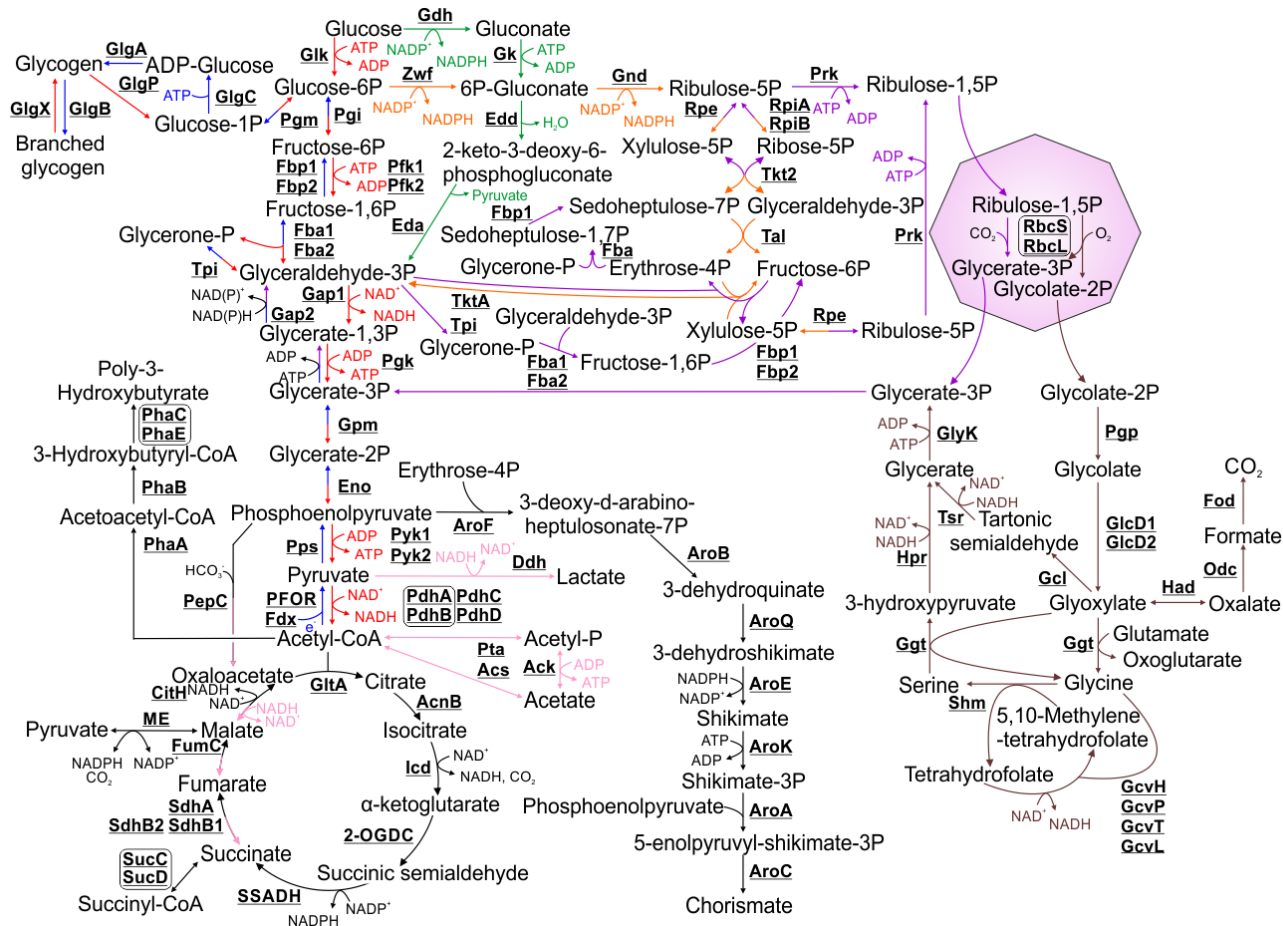 Glucose
Gdh
Gluconate
NADP⁺
NADPH
Glk
ATP
ADP
Gk
ATP
ADP
GlgA
Glycogen
ADP-Glucose
GlgP
ATP
GlgC
GlgX
GlgB
Glucose-1P
Branched
glycogen
Glucose-6P
Zwf
NADP⁺
NADPH
6P-Gluconate
Gnd
NADP⁺
NADPH
Ribulose-5P
Prk
ATP
ADP
Ribulose-1,5P
Pgm
Pgi
Edd
H₂O
Rpe
RpiA
RpiB
Xylulose-5P
Ribose-5P
Fructose-6P
Fbp1
Fbp2
ATP
ADP
Pfk1
Pfk2
2-keto-3-deoxy-6-
phosphogluconate
Pyruvate
Eda
Tkt2
ADP
ATP
Prk
Fructose-1,6P
Fbp1
Sedoheptulose-7P
Glyceraldehyde-3P
Glycerone-P
Fba1
Fba2
Sedoheptulose-1,7P
Tal
Tpi
Glyceraldehyde-3P
Glycerone-P
Fba
Erythrose-4P
Fructose-6P
Ribulose-1,5P
CO₂
RbcS
RbcL
O₂
Glycerate-3P
Glycolate-2P
NAD(P)⁺
NAD(P)H
Gap2
Gap1
NAD⁺
NADH
TktA
Tpi
Glyceraldehyde-3P
Xylulose-5P
Rpe
Ribulose-5P
Glycerate-1,3P
Glycerone-P
Fba1
Fba2
Fructose-1,6P
Fbp1
Fbp2
ADP
ATP
ADP
ATP
Pgk
Poly-3-
Hydroxybutyrate
PhaC
PhaE
Glycerate-3P
Glycerate-3P
Glycolate-2P
Gpm
ADP
ATP
GlyK
Pgp
3-Hydroxybutyryl-CoA
Glycerate-2P
PhaB
Eno
Erythrose-4P
Glycerate
NAD⁺
NADH
Tsr
Glycolate
CO₂
Fod
Acetoacetyl-CoA
Phosphoenolpyruvate
AroF
3-deoxy-d-arabino-
heptulosonate-7P
Tartonic
semialdehyde
GlcD1
GlcD2
Formate
PhaA
Pps
ADP
ATP
Pyk1
Pyk2
NADH
NAD⁺
Ddh
Lactate
AroB
NAD⁺
NADH
Hpr
Gcl
Odc
HCO₃⁻
PepC
Pyruvate
PFOR
Fdx
e⁻
NAD⁺
NADH
PdhA
PdhB
PdhC
PdhD
3-dehydroquinate
AroQ
3-hydroxypyruvate
Glyoxylate
Had
Oxalate
Acetyl-CoA
Pta
Acs
Acetyl-P
Ack
ADP
ATP
Acetate
3-dehydroshikimate
Ggt
Ggt
Glutamate
Oxoglutarate
Oxaloacetate
GltA
Citrate
NADPH
NADP⁺
AroE
Serine
Shm
Glycine
CitH
NADH
NAD⁺
NADH
NAD⁺
AcnB
Shikimate
5,10-Methylene
-tetrahydrofolate
Pyruvate
ME
Malate
Isocitrate
ATP
ADP
AroK
NADPH
CO₂
NADP⁺
FumC
Icd
NAD⁺
NADH, CO₂
Shikimate-3P
Tetrahydrofolate
Fumarate
α-ketoglutarate
Phosphoenolpyruvate
AroA
NAD⁺
NADH
GcvH
GcvP
GcvT
GcvL
SdhA
SdhB2
SdhB1
2-OGDC
5-enolpyruvyl-shikimate-3P
Succinate
SucC
SucD
Succinic semialdehyde
AroC
Succinyl-CoA
SSADH
NADPH
NADP⁺
Chorismate